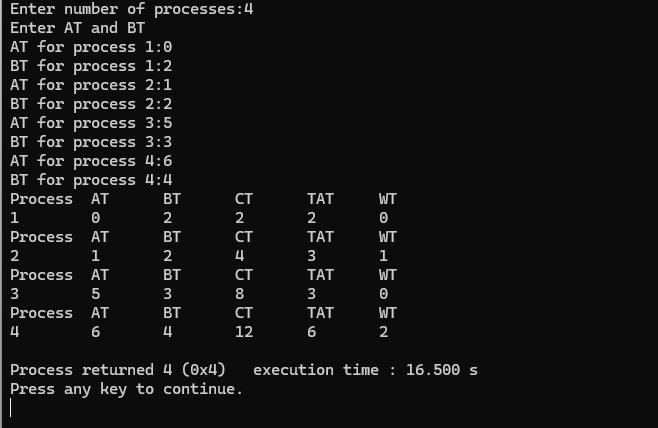 Enter number of processes:4
Enter AT and BT
AT for process 1:0
BT for process 1:2
AT for process 2:1
BT for process 2:2
AT for process 3:5
BT for process 3:3
AT for process 4:6
BT for process 4:4
Process AT BT CT TAT WT
1 0 2 2 2 0
Process AT BT CT TAT WT
2 1 2 4 3 1
Process AT BT CT TAT WT
3 5 3 8 3 0
Process AT BT CT TAT WT
4 6 4 12 6 2
Process returned 4 (0x4) execution time : 16.500 s
Press any key to continue.